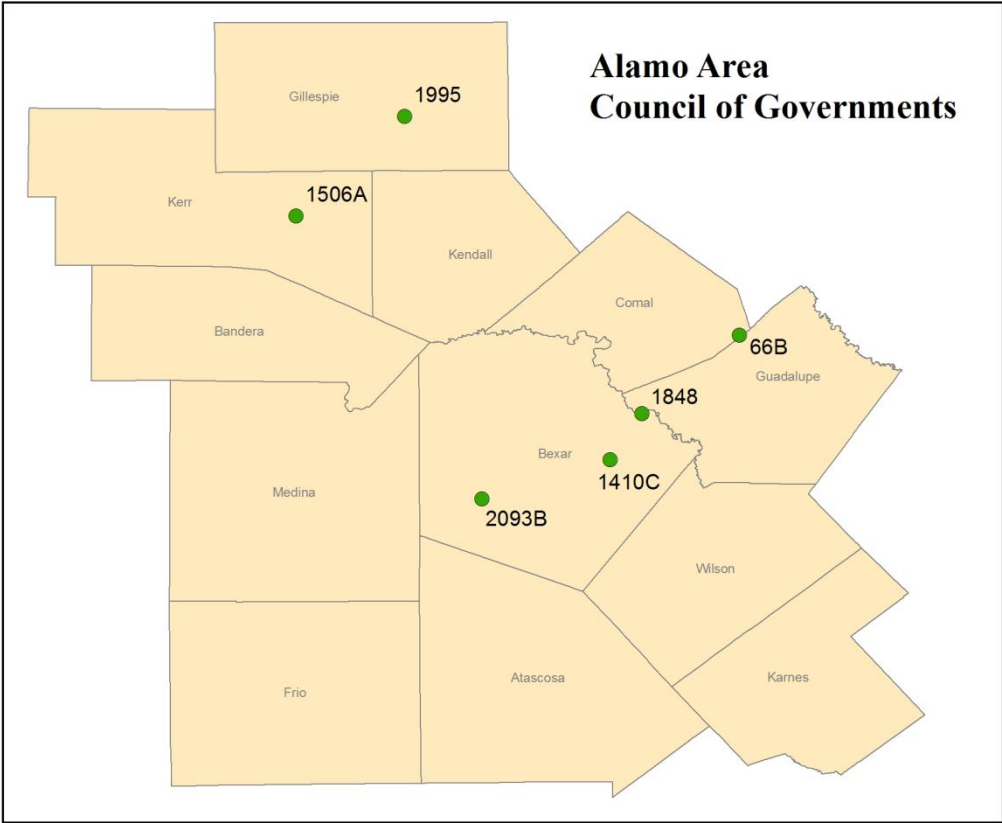 Alamo Area
Council of Governments
Gillespie
1995
Kerr
1506A
Kendall
Comal
Bandera
66B
Guadalupe
1848
Bexar
1410C
Medina
2093B
Wilson
Atascosa
Karnes
Frio